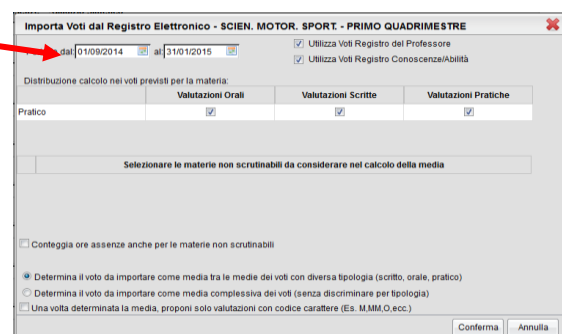 Importa Voti dal Registro Elettronico - SCIEN. MOTOR. SPORT. - PRIMO QUADRIMESTRE
dal: 01/09/2014 al: 31/01/2015
Utilizza Voti Registro del Professore
Utilizza Voti Registro Conoscenze/Abilità
Distribuzione calcolo nei voti previsti per la materia:
Valutazioni Orali Valutazioni Scritte Valutazioni Pratiche
Pratico
Selezionare le materie non scrutinabili da considerare nel calcolo della media
Conteggia ore assenze anche per le materie non scrutinabili
Determina il voto da importare come media tra le medie dei voti con diversa tipologia (scritto, orale, pratico)
Determina il voto da importare come media complessiva dei voti (senza discriminare per tipologia)
Una volta determinata la media, proponi solo valutazioni con codice carattere (Es. M,MM,O,ecc.)
Conferma Annulla